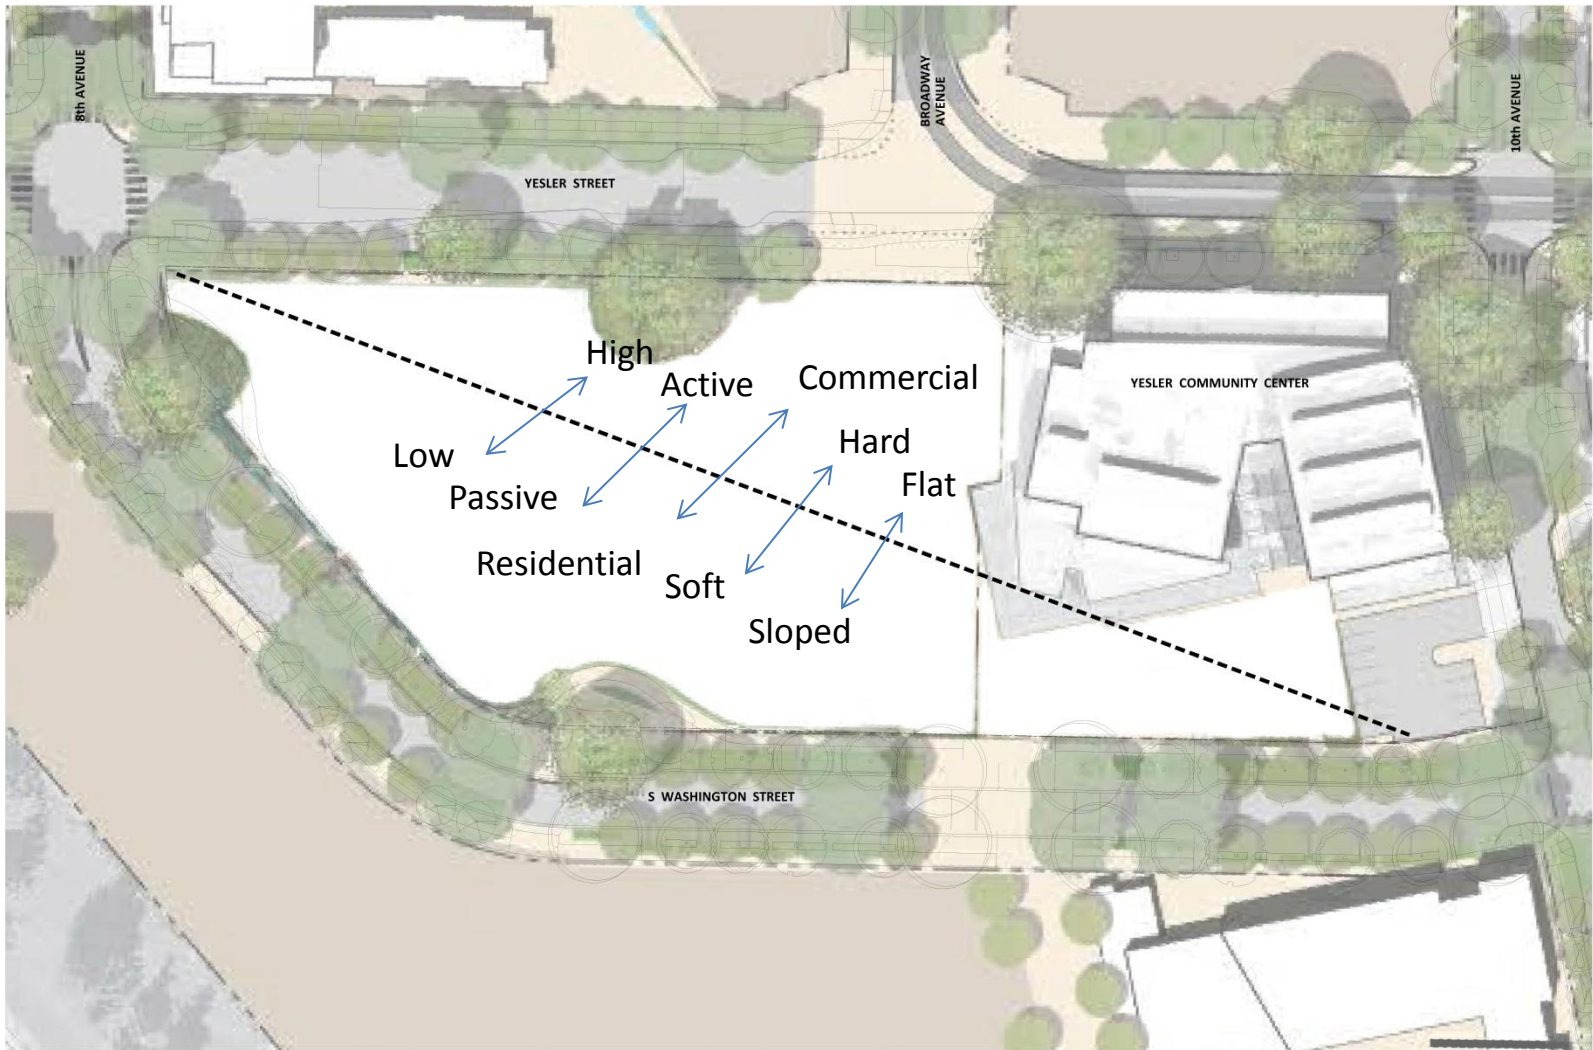 8th AVENUE
BROADWAY
AVENUE
10th AVENUE
YESLER STREET
High
Active
Commercial
YESLER COMMUNITY CENTER
Low
Hard
Passive
Flat
Residential
Soft
Sloped
S WASHINGTON STREET